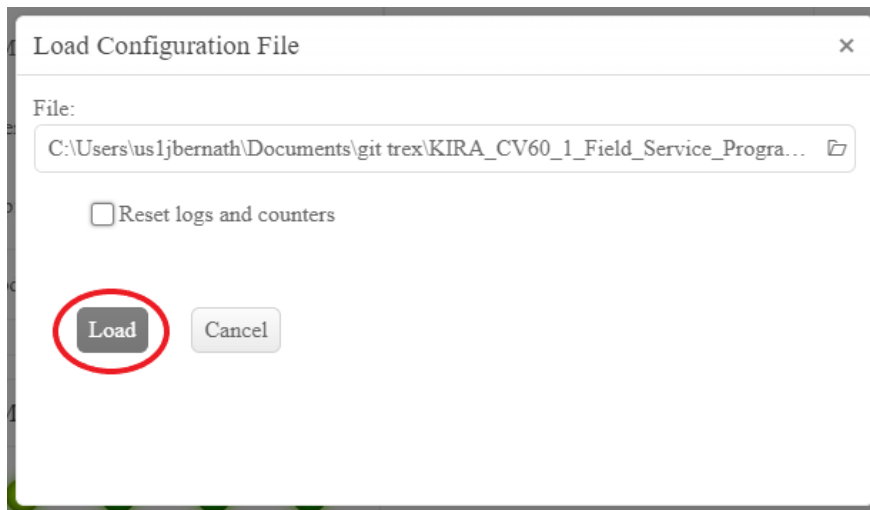 Load Configuration File
File:
C:\Users\us1jbernath\Documents\git trex\KIRA_CV60_1_Field_Service_Progra...
Reset logs and counters
Load
Cancel